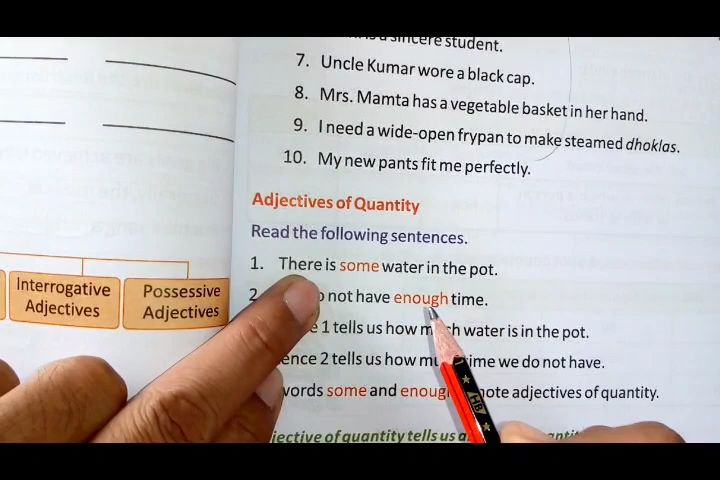 a sincere student.
7. Uncle Kumar wore a black cap.
8. Mrs. Mamta has a vegetable basket in her hand.
9. I need a wide-open frypan to make steamed dhoklas.
10. My new pants fit me perfectly.
Adjectives of Quantity
Read the following sentences.
1. There is some water in the pot.
2. not have enough time.
1 tells us how much water is in the pot.
2 tells us how time we do not have.
words some and enough adjectives of quantity.
of quantity tells us
Interrogative Adjectives
Possessive Adjectives
HB